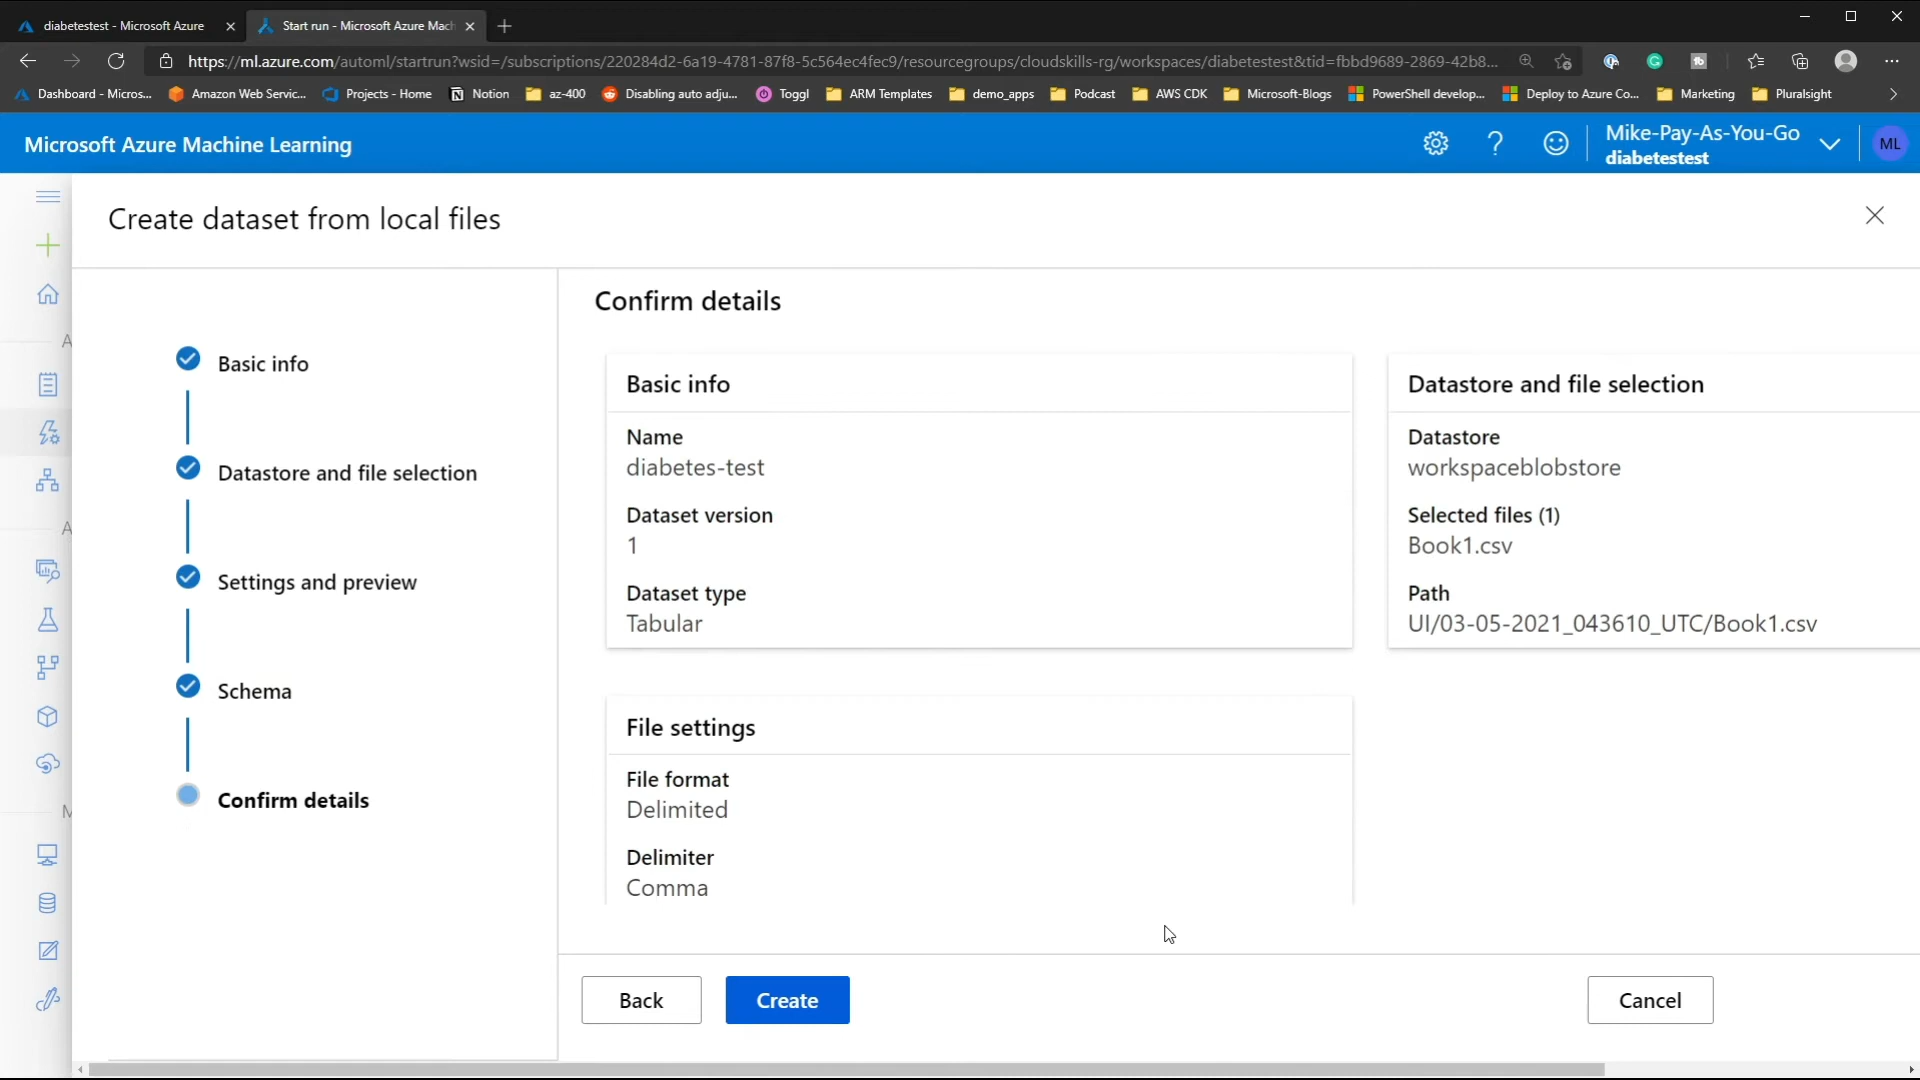 diabetestest - Microsoft Azure
Start run - Microsoft Azure Mach
https://ml.azure.com/automl/startrun?wsid=/subscriptions/220284d2-6a19-4781-87f8-5c564ec4fec9/resourcegroups/cloudskills-rg/workspaces/diabetestest&tid=fbbd9689-2869-42b8...
Dashboard - Micros...
Amazon Web Servic...
Projects - Home
Notion
az-400
Disabling auto adju...
Toggl
ARM Templates
demo_apps
Podcast
AWS CDK
Microsoft-Blogs
PowerShell develop...
Deploy to Azure Co...
Marketing
Pluralsight
Microsoft Azure Machine Learning
Mike-Pay-As-You-Go
diabetestest
ML
Create dataset from local files
A
A
M
Basic info
Datastore and file selection
Settings and preview
Schema
Confirm details
Confirm details
Basic info
Name
diabetes-test
Dataset version
1
Dataset type
Tabular
Datastore and file selection
Datastore
workspaceblobstore
Selected files (1)
Book1.csv
Path
UI/03-05-2021_043610_UTC/Book1.csv
File settings
File format
Delimited
Delimiter
Comma
Back
Create
Cancel